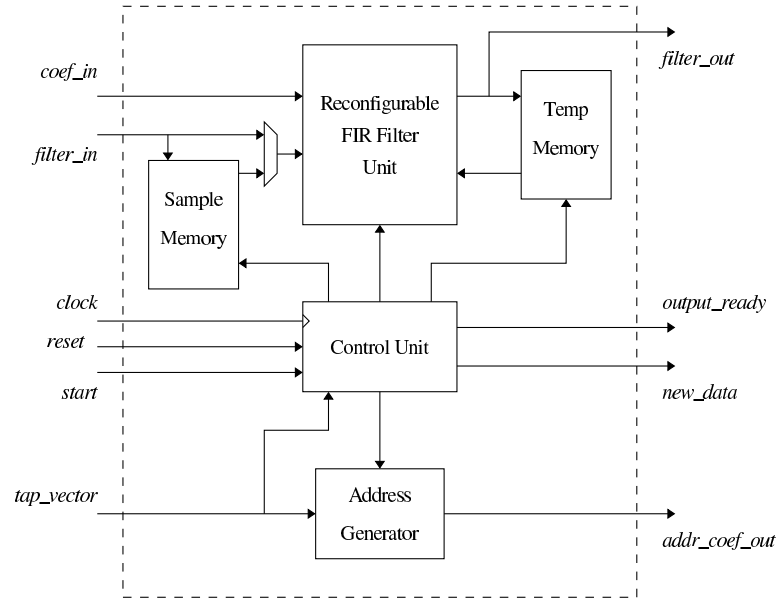 coef_in
filter_in
clock
reset
start
tap_vector
Reconfigurable
FIR Filter
Unit
Temp
Memory
Sample
Memory
Control Unit
Address
Generator
filter_out
output_ready
new_data
addr_coef_out